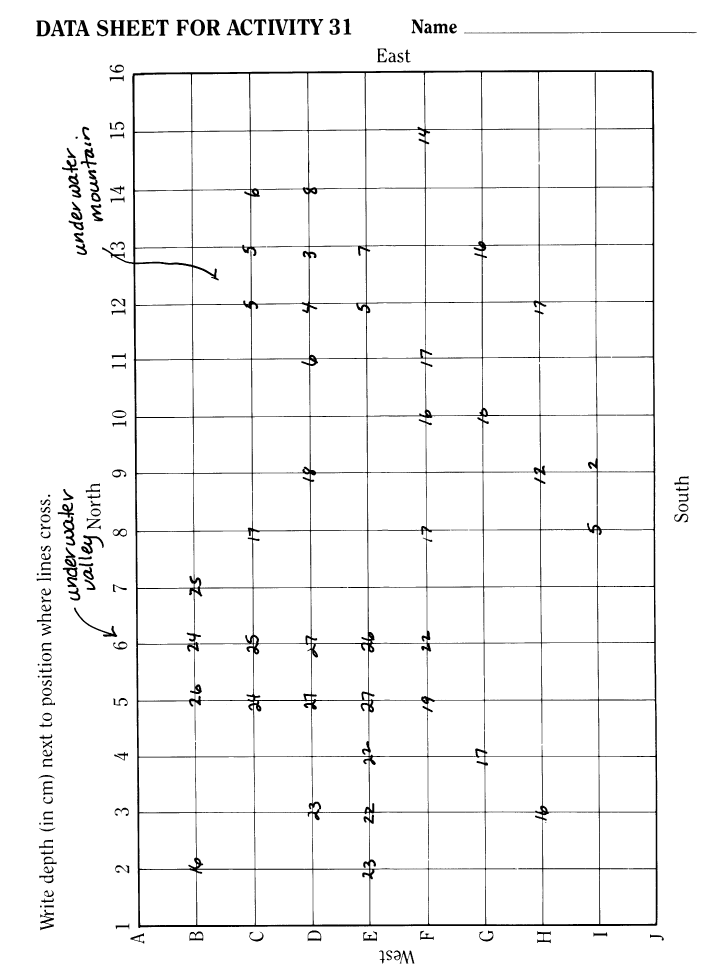 DATA SHEET FOR ACTIVITY 31 Name
East
Write depth (in cm) next to position where lines cross.
North
South
West
under water mountain
under water valley
16
15
14
14
6 8
13
5 3 7 16
12
5 4 5 17
11
6 17
10
16 10
9
18 12 2
8
17 17 5
7
25
6
24 25 27 26 22
5
26 24 27 27 19
4
22 17
3
23 22 16
2
16 23
1
A B C D E F G H I J